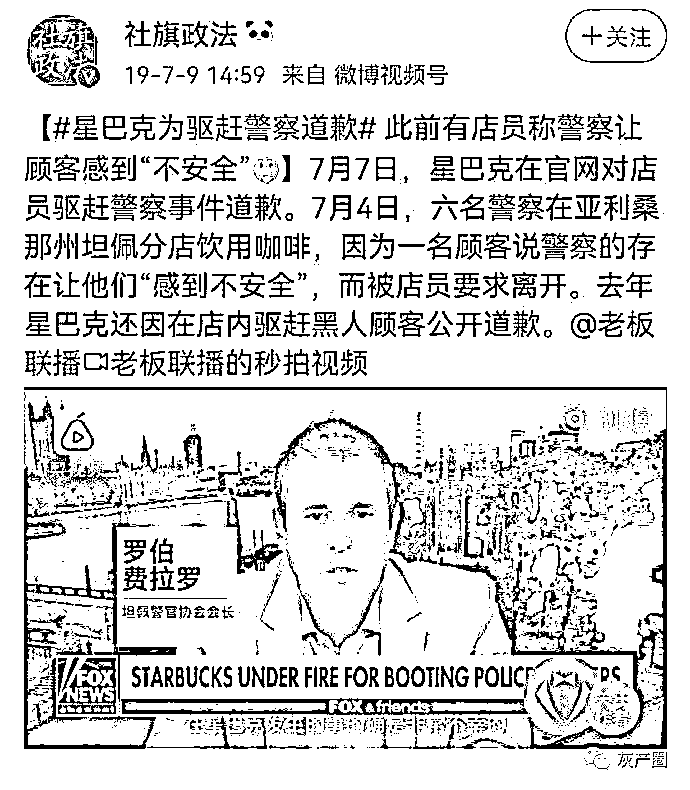 社旗政法
+关注
19-7-9 14:59 来自 微博视频号
【#星巴克为驱赶警察道歉# 此前有店员称警察让
顾客感到“不安全”】7月7日，星巴克在官网对店
员驱赶警察事件道歉。7月4日，六名警察在亚利桑
那州坦佩分店饮用咖啡，因为一名顾客说警察的存
在让他们“感到不安全”，而被店员要求离开。去年
星巴克还因在店内驱赶黑人顾客公开道歉。@老板
联播老板联播的秒拍视频
罗伯
费拉罗
坦佩警官协会会长
FOX
NEWS
STARBUCKS UNDER FIRE FOR BOOTING POLICE
FOX & friends
灰产圈